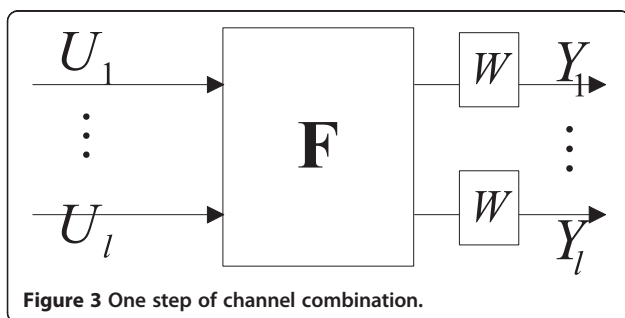 U₁ W Y₁
⋮ F ⋮
Uₗ W Yₗ
Figure 3 One step of channel combination.